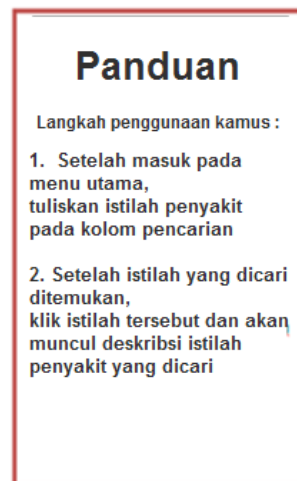 Panduan
Langkah penggunaan kamus :
1. Setelah masuk pada
menu utama,
tuliskan istilah penyakit
pada kolom pencarian
2. Setelah istilah yang dicari
ditemukan,
klik istilah tersebut dan akan
muncul deskribsi istilah
penyakit yang dicari